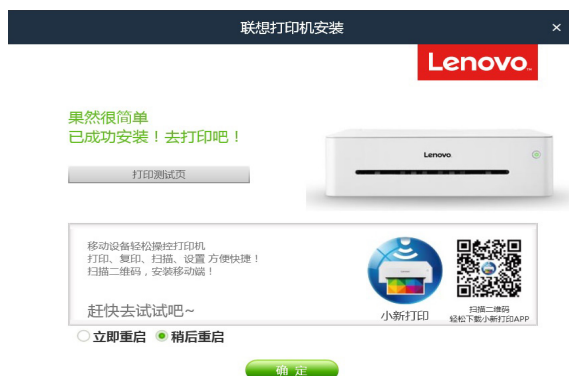 联想打印机安装
×
Lenovo™
果然很简单
已成功安装！去打印吧！
Lenovo
打印测试页
移动设备轻松操控打印机
打印、复印、扫描、设置 方便快捷！
扫描二维码，安装移动端！
赶快去试试吧~
小新打印
扫描二维码
轻松下载小新打印APP
立即重启
稍后重启
确 定